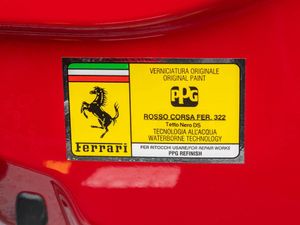 VERNICIATURA ORIGINALE
ORIGINAL PAINT
PPG
ROSSO CORSA FER. 322
Tetto Nero DS
TECNOLOGIA ALL'ACQUA
WATERBORNE TECHNOLOGY
Ferrari
PER RITOCCHI USARE/FOR REPAIR WORKS
PPG REFINISH